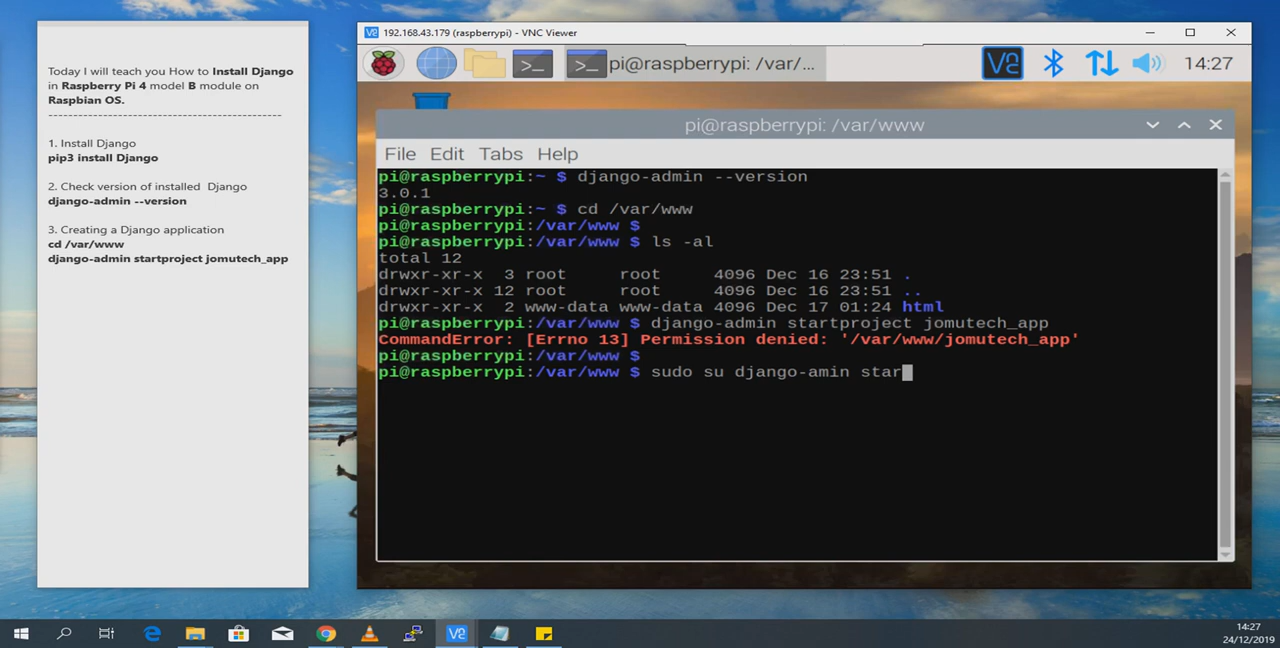 Today I will teach you How to Install Django
in Raspberry Pi 4 model B module on
Raspbian OS.
----------------------------------------------
1. Install Django
pip3 install Django
2. Check version of installed  Django
django-admin --version
3. Creating a Django application
cd /var/www
django-admin startproject jomutech_app
192.168.43.179 (raspberrypi) - VNC Viewer
>_ >_ pi@raspberrypi: /var/... 14:27
pi@raspberrypi: /var/www
File Edit Tabs Help
pi@raspberrypi:~ $ django-admin --version
3.0.1
pi@raspberrypi:~ $ cd /var/www
pi@raspberrypi:/var/www $
pi@raspberrypi:/var/www $ ls -al
total 12
drwxr-xr-x  3 root     root     4096 Dec 16 23:51 .
drwxr-xr-x 12 root     root     4096 Dec 16 23:51 ..
drwxr-xr-x  2 www-data www-data 4096 Dec 17 01:24 html
pi@raspberrypi:/var/www $ django-admin startproject jomutech_app
CommandError: [Errno 13] Permission denied: '/var/www/jomutech_app'
pi@raspberrypi:/var/www $
pi@raspberrypi:/var/www $ sudo su django-amin star
14:27
24/12/2019